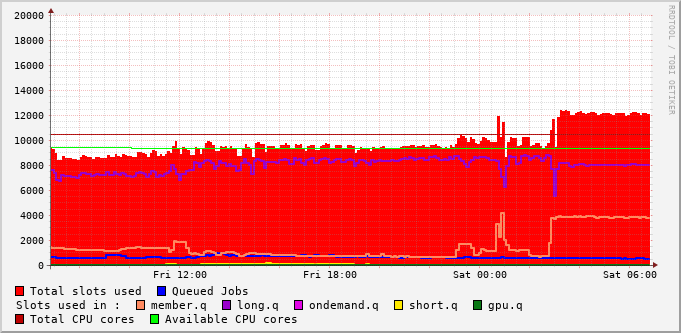 20000
18000
16000
14000
12000
10000
8000
6000
4000
2000
0
Fri 12:00 Fri 18:00 Sat 00:00 Sat 06:00
Total slots used Queued Jobs
Slots used in : member.q long.q ondemand.q short.q gpu.q
Total CPU cores Available CPU cores
RRDTOOL / TOBI OETIKER